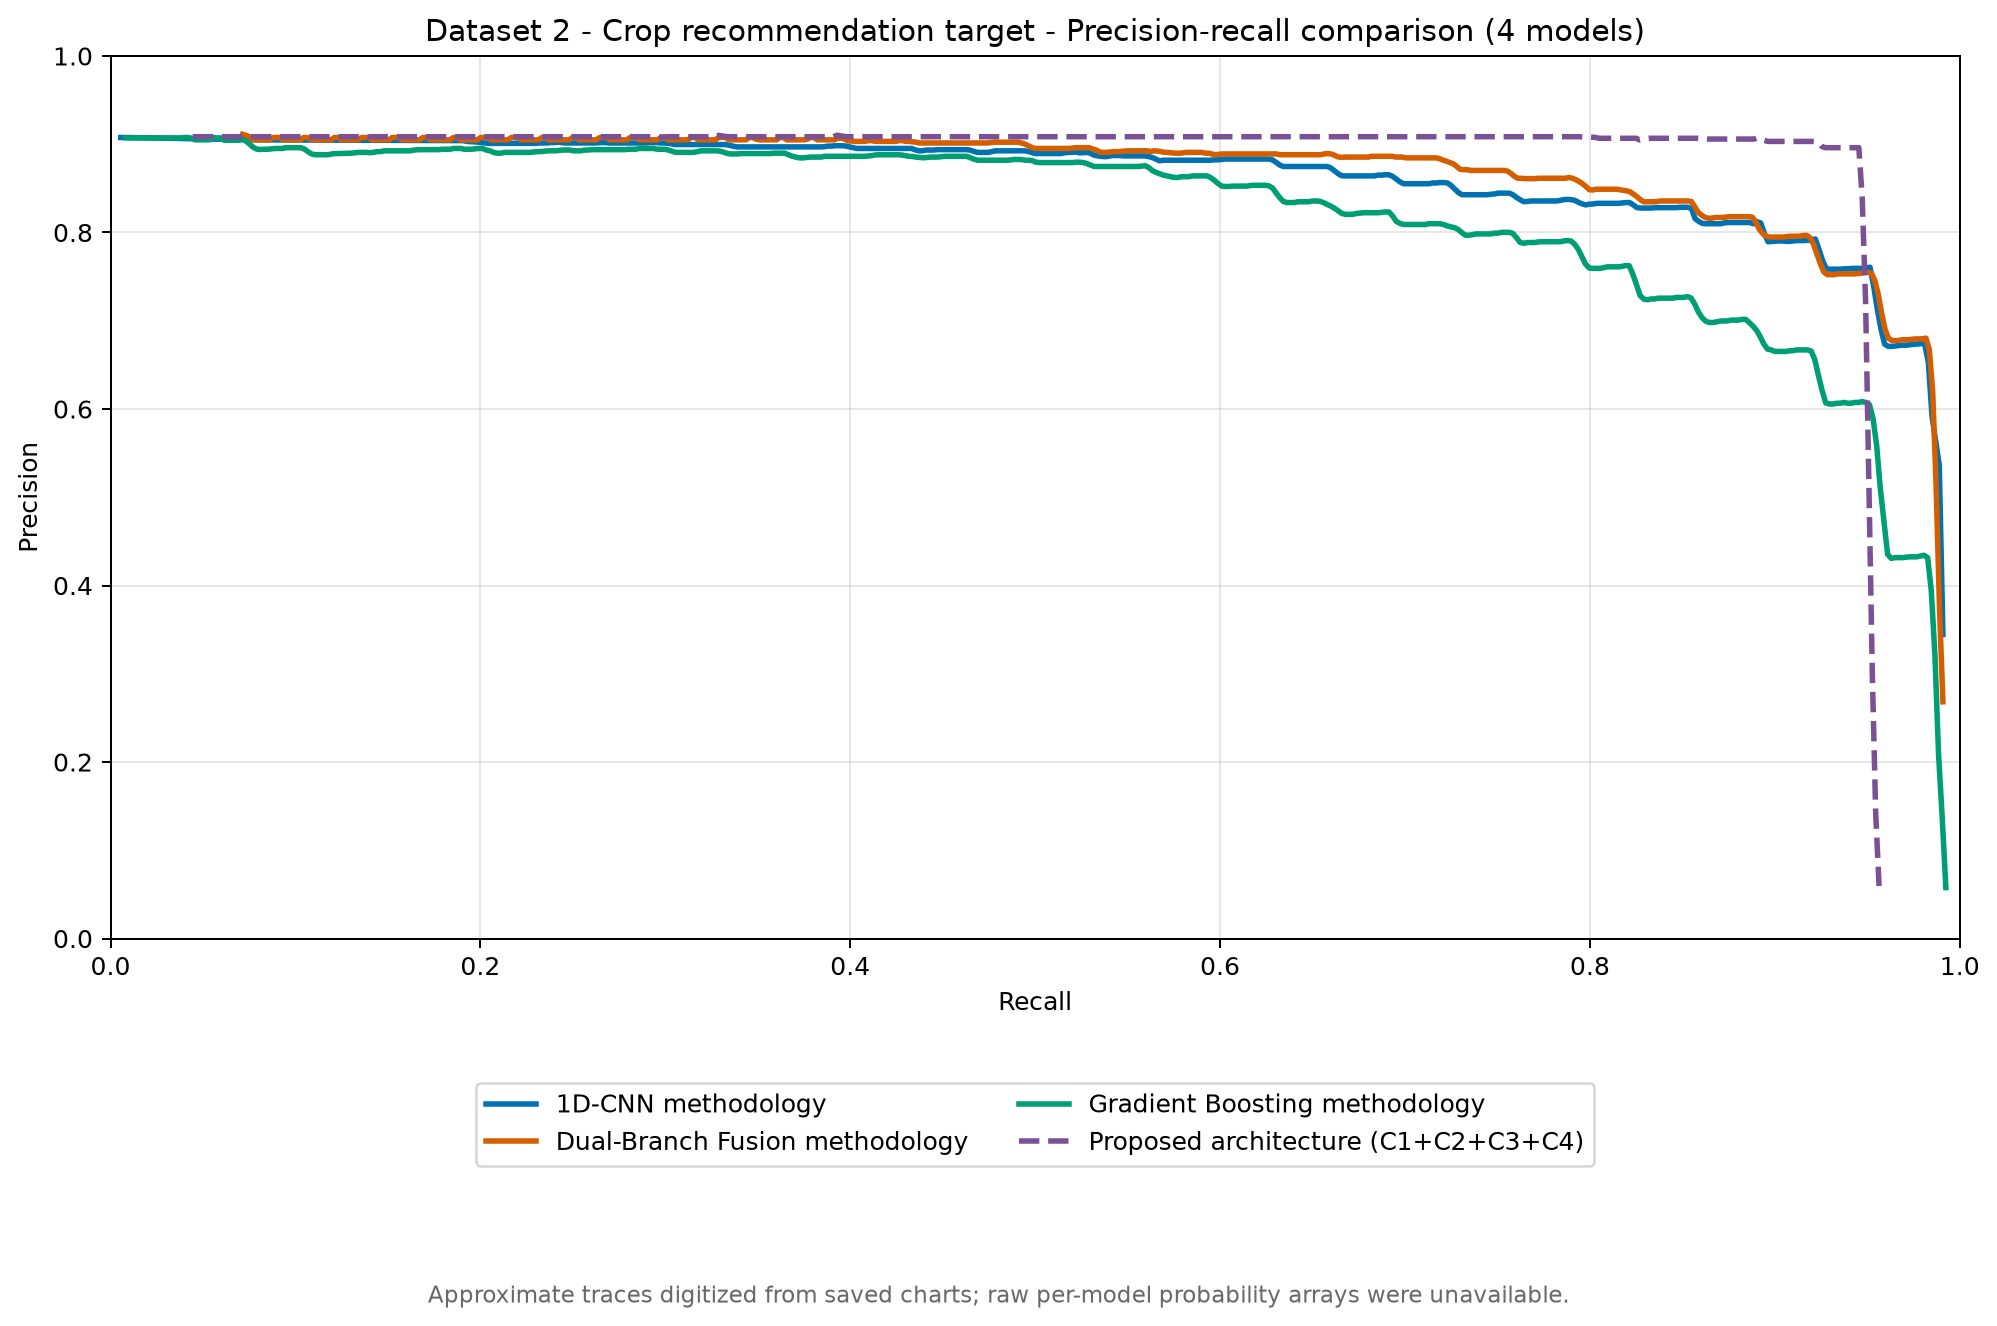 Dataset 2 - Crop recommendation target - Precision-recall comparison (4 models)
1.0
0.8
0.6
0.4
0.2
0.0
Precision
0.0 0.2 0.4 0.6 0.8 1.0
Recall
1D-CNN methodology
Dual-Branch Fusion methodology
Gradient Boosting methodology
Proposed architecture (C1+C2+C3+C4)
Approximate traces digitized from saved charts; raw per-model probability arrays were unavailable.